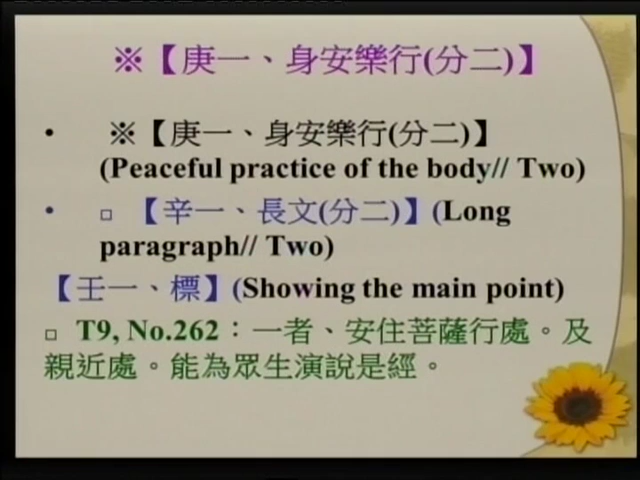 ※【庚一、身安樂行(分二)】
• ※【庚一、身安樂行(分二)】
(Peaceful practice of the body// Two)
• □ 【辛一、長文(分二)】(Long
paragraph// Two)
【壬一、標】(Showing the main point)
□ T9, No.262：一者、安住菩薩行處。及
親近處。能為眾生演說是經。